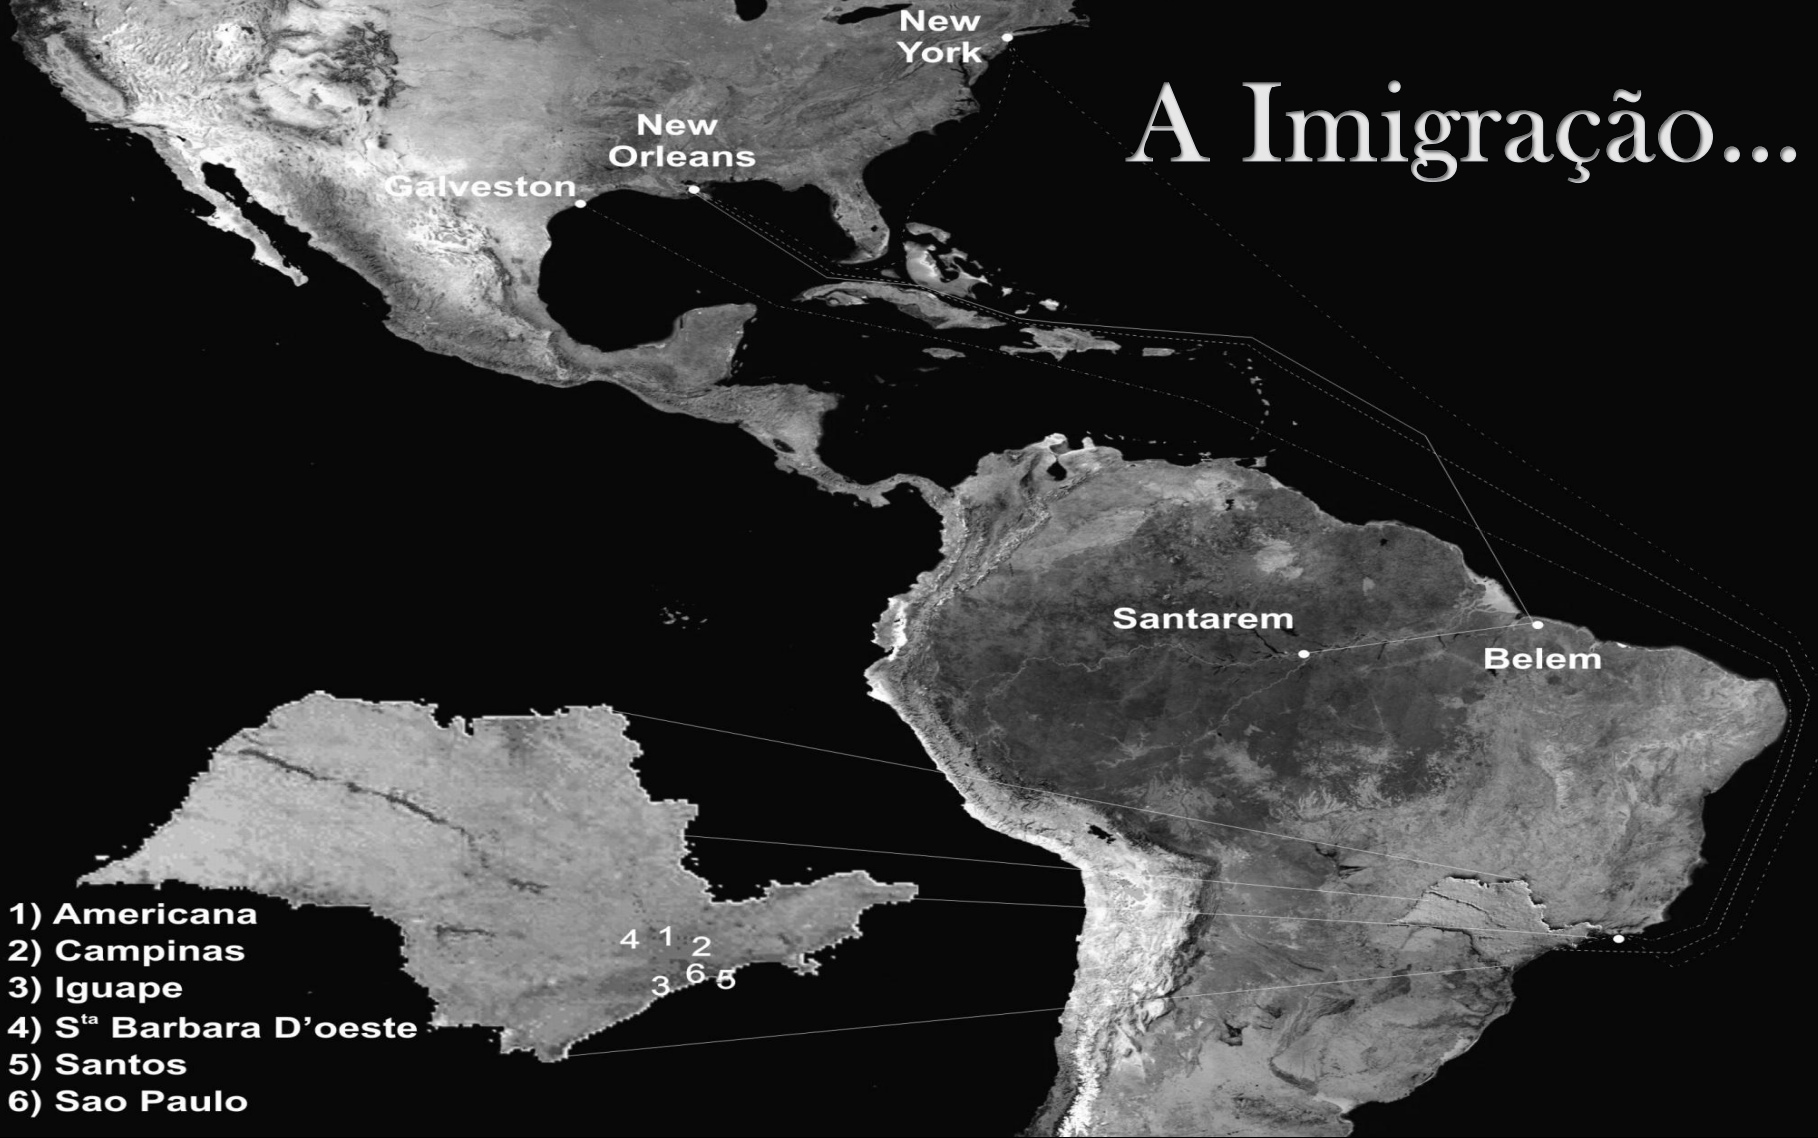 New
York
A Imigração...
New
Orleans
Galveston
Santarem
Belem
1) Americana
2) Campinas
3) Iguape
4) Sta Barbara D’oeste
5) Santos
6) Sao Paulo
4 1 2
3 6 5